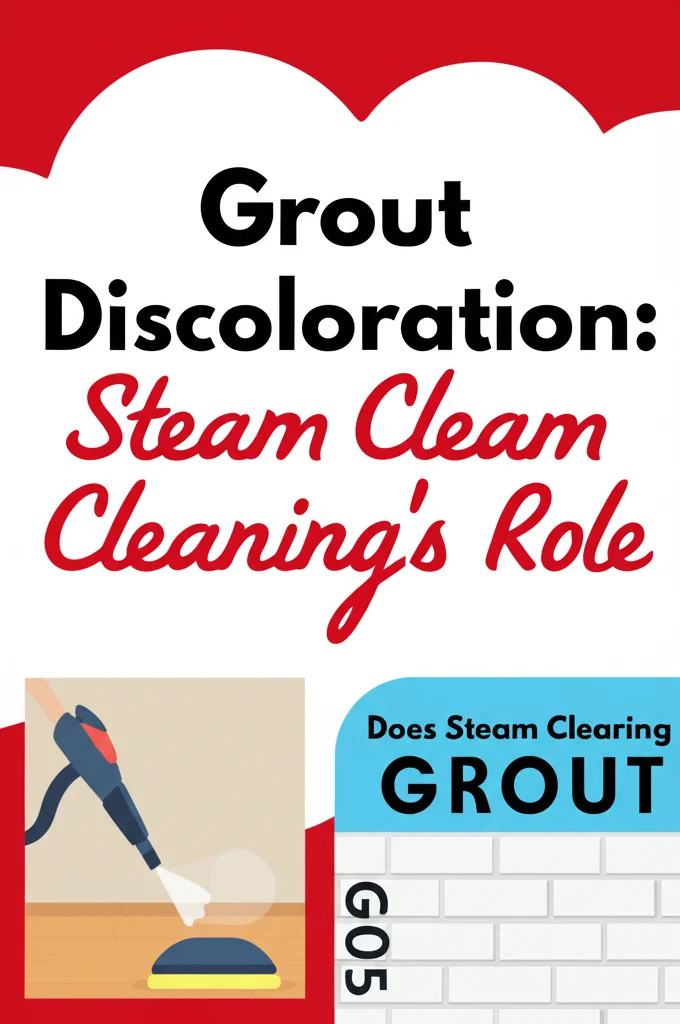 Grout
Discoloration:
Steam Cleam
Cleaning's Role
Does Steam Clearing
GROUT
G05